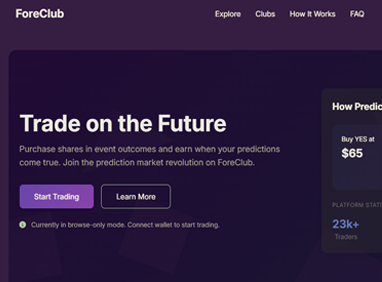 ForeClub
Explore Clubs How It Works FAQ
Trade on the Future
Purchase shares in event outcomes and earn when your predictions
come true. Join the prediction market revolution on ForeClub.
Start Trading Learn More
Currently in browse-only mode. Connect wallet to start trading.
How
Buy YES at
$65
PLATFORM
23k+
Traders